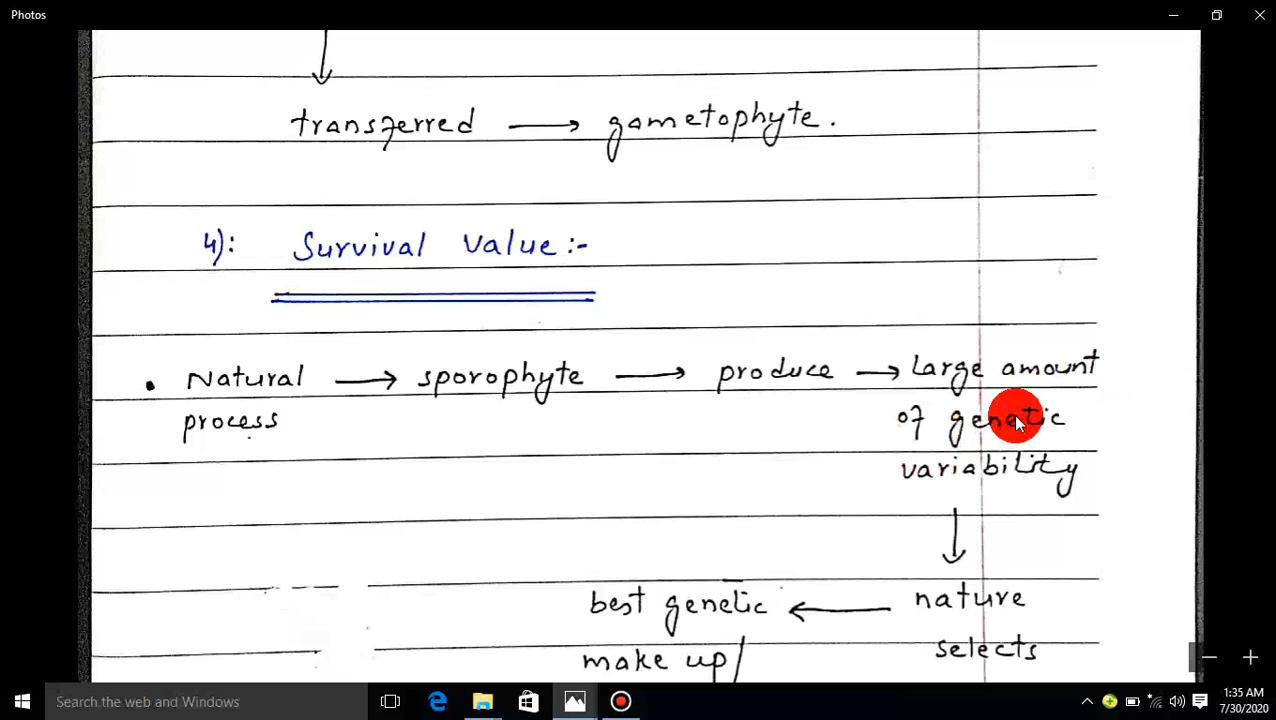 Photos
transferred → gametophyte.
4): Survival value :-
• Natural → sporophyte → produce → large amount
process of genetic
variability
↓
best genetic ← nature
make up/ selects
Search the web and Windows
1:35 AM
7/30/2020